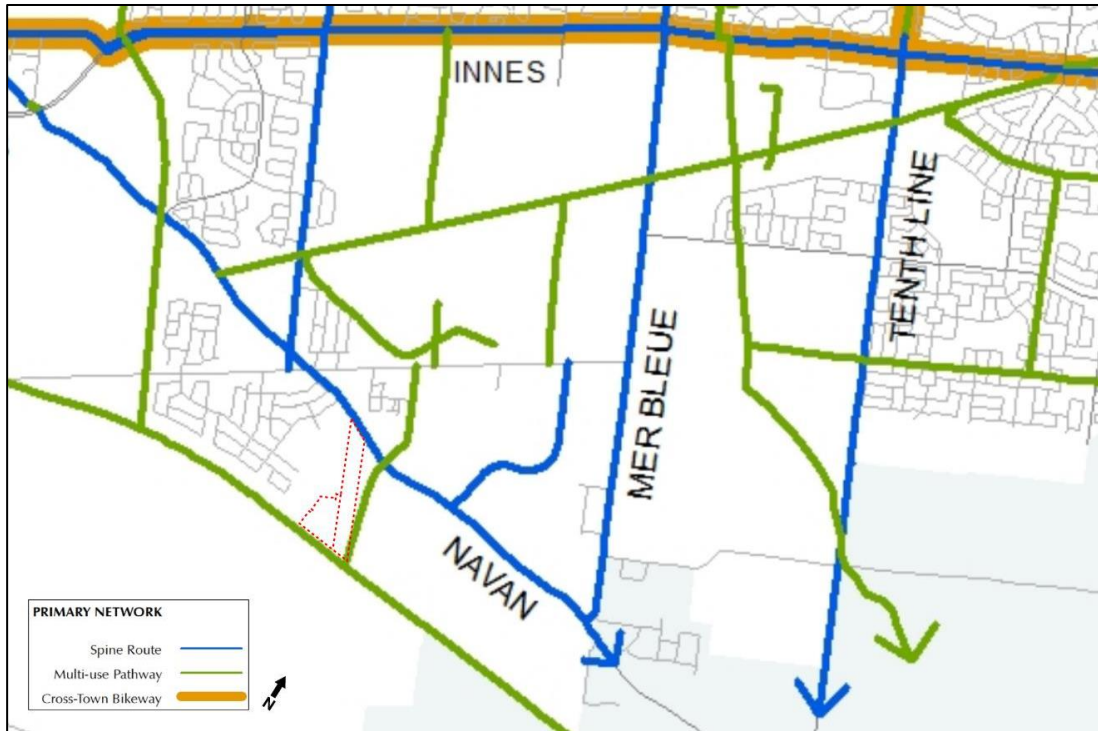 INNES
TENTH LINE
MER BLEUE
NAVAN
PRIMARY NETWORK
Spine Route
Multi-use Pathway
Cross-Town Bikeway
N